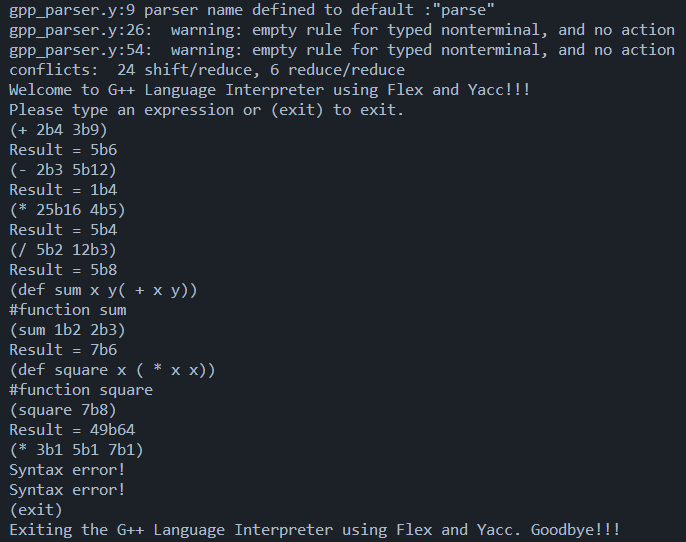 gpp_parser.y:9 parser name defined to default :"parse"
gpp_parser.y:26:  warning: empty rule for typed nonterminal, and no action
gpp_parser.y:54:  warning: empty rule for typed nonterminal, and no action
conflicts:  24 shift/reduce, 6 reduce/reduce
Welcome to G++ Language Interpreter using Flex and Yacc!!!
Please type an expression or (exit) to exit.
(+ 2b4 3b9)
Result = 5b6
(- 2b3 5b12)
Result = 1b4
(* 25b16 4b5)
Result = 5b4
(/ 5b2 12b3)
Result = 5b8
(def sum x y( + x y))
#function sum
(sum 1b2 2b3)
Result = 7b6
(def square x ( * x x))
#function square
(square 7b8)
Result = 49b64
(* 3b1 5b1 7b1)
Syntax error!
Syntax error!
(exit)
Exiting the G++ Language Interpreter using Flex and Yacc. Goodbye!!!